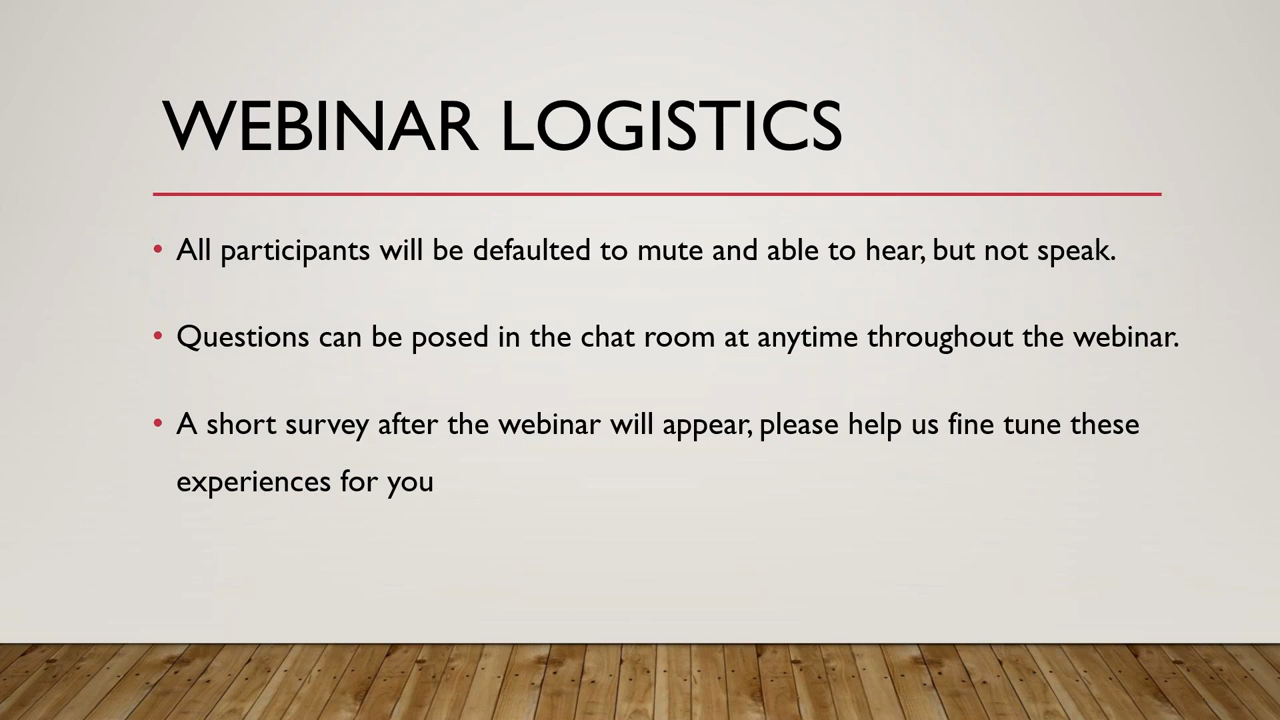 WEBINAR LOGISTICS
• All participants will be defaulted to mute and able to hear, but not speak.
• Questions can be posed in the chat room at anytime throughout the webinar.
• A short survey after the webinar will appear, please help us fine tune these
experiences for you